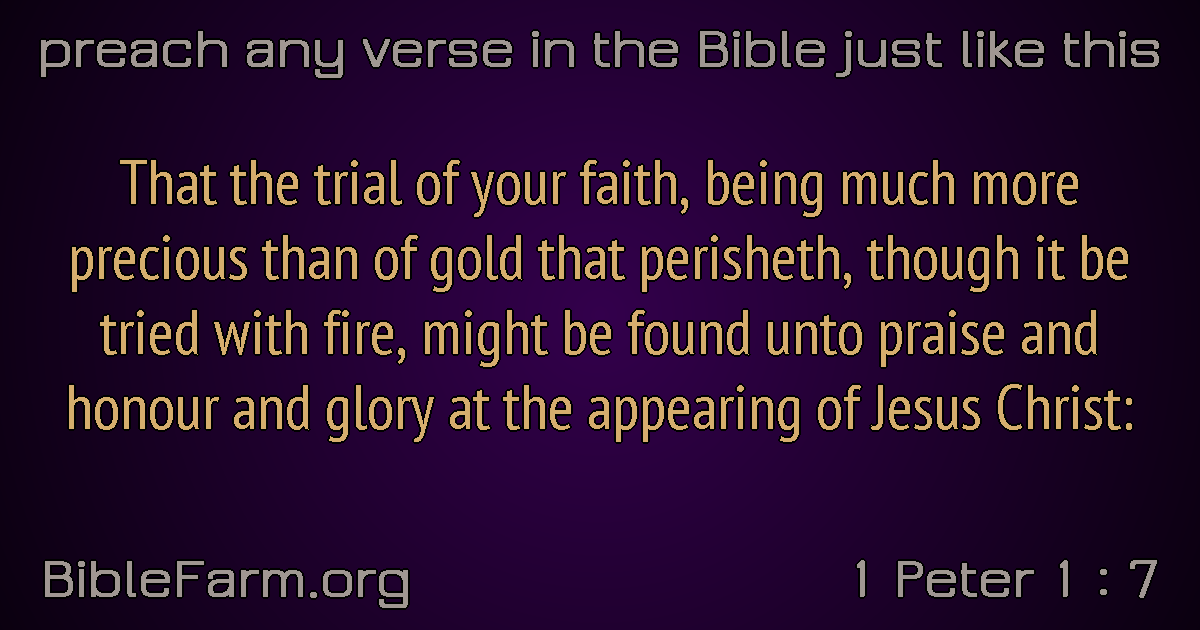 preach any verse in the Bible just like this
That the trial of your faith, being much more
precious than of gold that perisheth, though it be
tried with fire, might be found unto praise and
honour and glory at the appearing of Jesus Christ:
BibleFarm.org
1 Peter 1 : 7